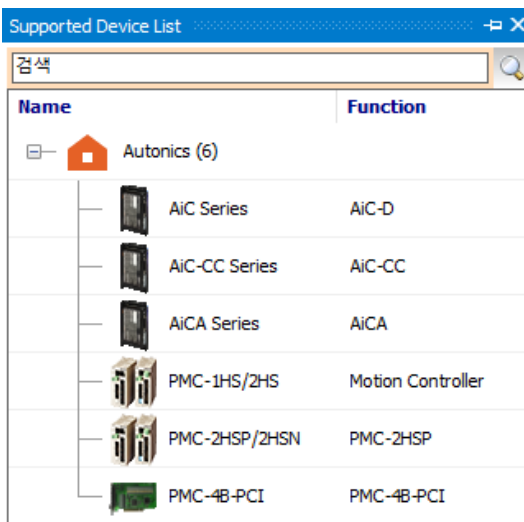 Supported Device List
검색
Name Function
Autonics (6)
AiC Series AiC-D
AiC-CC Series AiC-CC
AiCA Series AiCA
PMC-1HS/2HS Motion Controller
PMC-2HSP/2HSN PMC-2HSP
PMC-4B-PCI PMC-4B-PCI